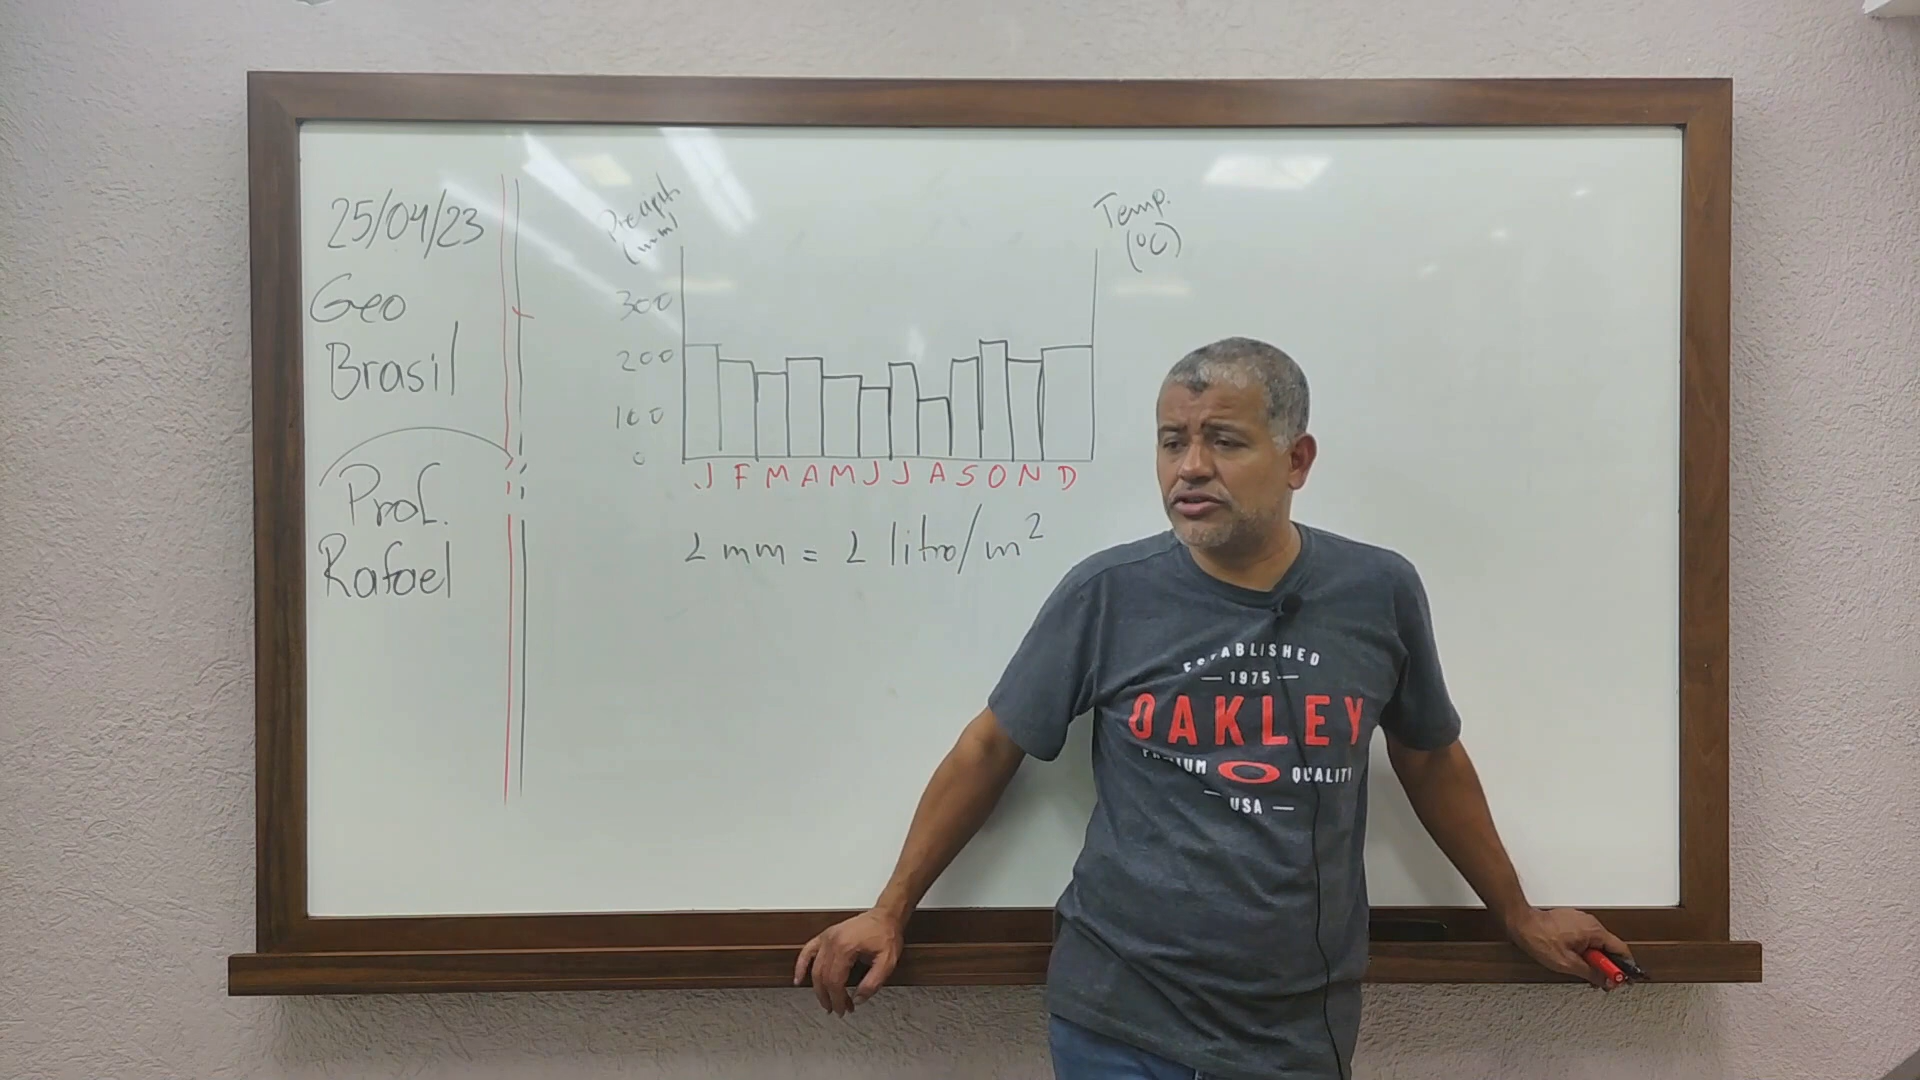 25/04/23
Geo
Brasil
Prof.
Rafael
Precipt.
(mm)
Temp.
(°C)
300
200
100
0
J F M A M J J A S O N D
1 mm = 1 litro/m²
ESTABLISHED
1975
OAKLEY
QUALITY
USA